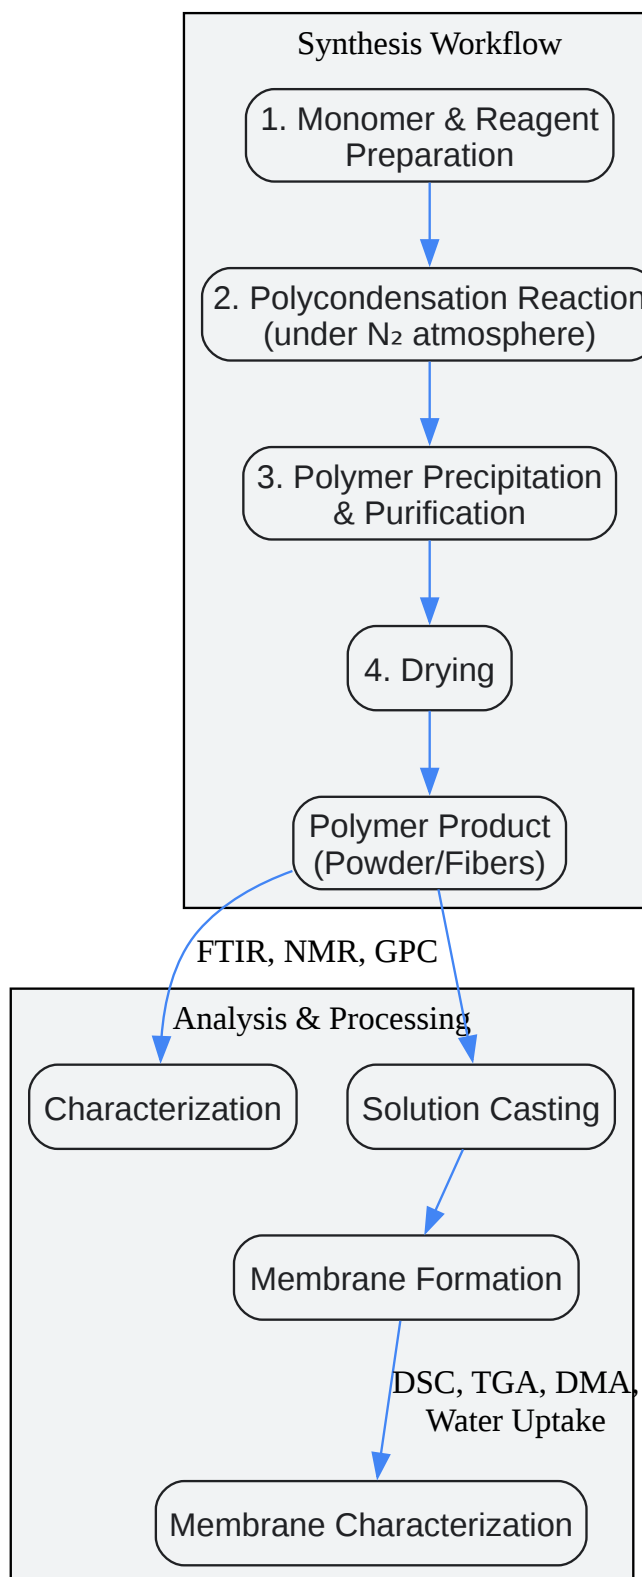 Synthesis Workflow
1. Monomer & Reagent
Preparation
2. Polycondensation Reaction
(under N₂ atmosphere)
3. Polymer Precipitation
& Purification
4. Drying
Polymer Product
(Powder/Fibers)
FTIR, NMR, GPC
Analysis & Processing
Characterization
Solution Casting
Membrane Formation
DSC, TGA, DMA,
Water Uptake
Membrane Characterization